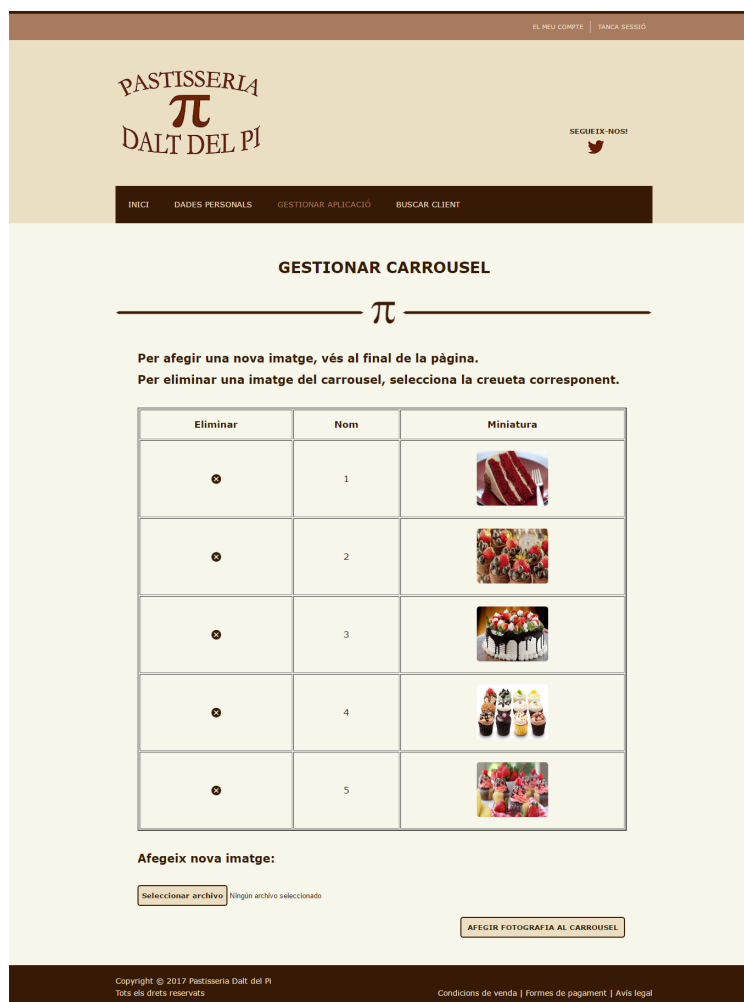 EL MEU COMPTE | TANCA SESSIÓ
PASTISSERIA
π
DALT DEL PI
SEGUEIX-NOS!
INICI DADES PERSONALS GESTIONAR APLICACIÓ BUSCAR CLIENT
GESTIONAR CARROUSEL
π
Per afegir una nova imatge, vés al final de la pàgina.
Per eliminar una imatge del carrousel, selecciona la creueta corresponent.
Eliminar Nom Miniatura
1
2
3
4
5
Afegeix nova imatge:
Seleccionar archivo Ningún archivo seleccionado
AFEGIR FOTOGRAFIA AL CARROUSEL
Copyright © 2017 Pastisseria Dalt del Pi
Tots els drets reservats
Condicions de venda | Formes de pagament | Avís legal